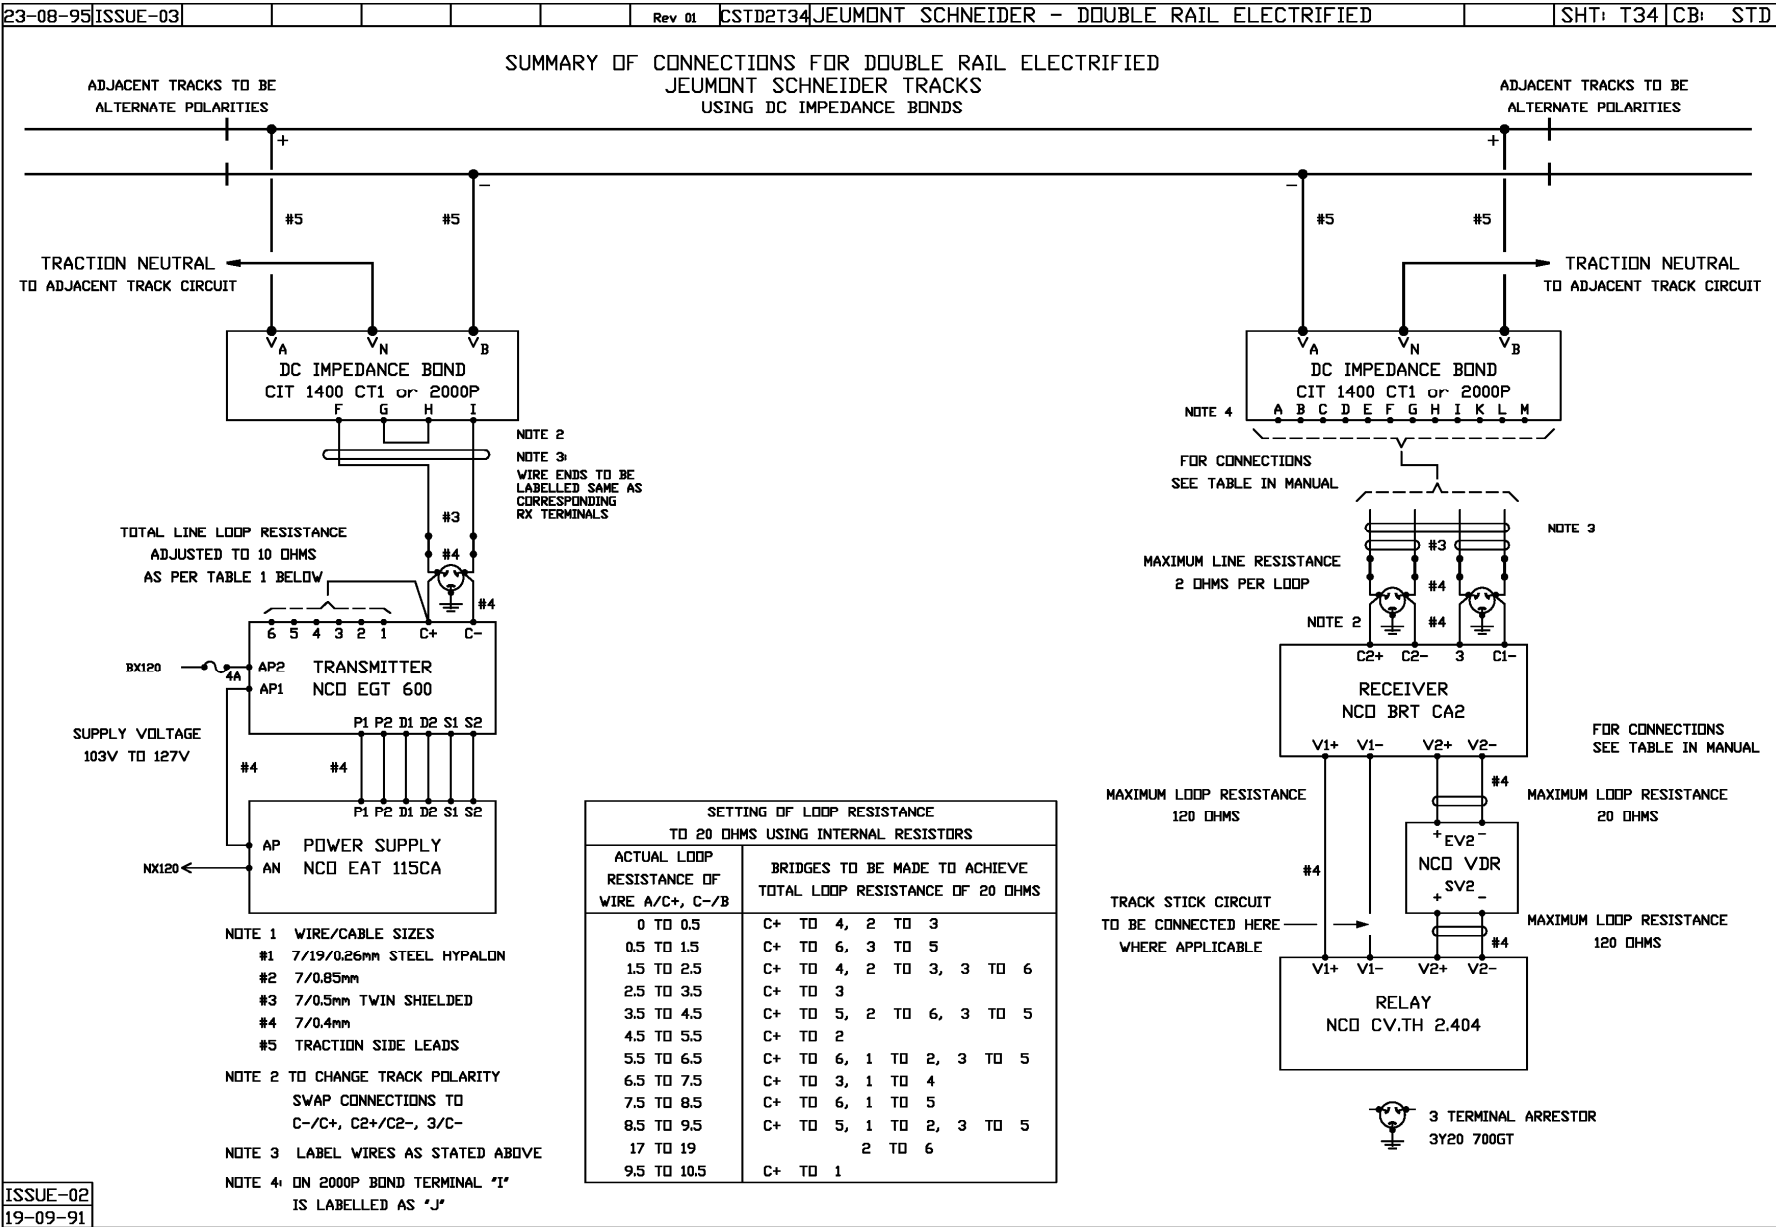 23-08-95 ISSUE-03 Rev 01 CSTD2T34 JEUMONT SCHNEIDER - DOUBLE RAIL ELECTRIFIED SHT: T34 CB: STD
SUMMARY OF CONNECTIONS FOR DOUBLE RAIL ELECTRIFIED
JEUMONT SCHNEIDER TRACKS
USING DC IMPEDANCE BONDS
ADJACENT TRACKS TO BE
ALTERNATE POLARITIES
ADJACENT TRACKS TO BE
ALTERNATE POLARITIES
+ +
- -
#5 #5 #5 #5
TRACTION NEUTRAL
TO ADJACENT TRACK CIRCUIT
TRACTION NEUTRAL
TO ADJACENT TRACK CIRCUIT
A N B
DC IMPEDANCE BOND
CIT 1400 CT1 or 2000P
F G H I
NOTE 2
NOTE 3:
WIRE ENDS TO BE
LABELLED SAME AS
CORRESPONDING
RX TERMINALS
#3
TOTAL LINE LOOP RESISTANCE
ADJUSTED TO 10 OHMS
AS PER TABLE 1 BELOW
#4
#4
6 5 4 3 2 1 C+ C-
BX120 4A AP2 TRANSMITTER
AP1 NCO EGT 600
P1 P2 D1 D2 S1 S2
SUPPLY VOLTAGE
103V TO 127V
#4 #4
P1 P2 D1 D2 S1 S2
AP POWER SUPPLY
NX120 AN NCO EAT 115CA
NOTE 1 WIRE/CABLE SIZES
#1 7/19/0.26mm STEEL HYPALON
#2 7/0.85mm
#3 7/0.5mm TWIN SHIELDED
#4 7/0.4mm
#5 TRACTION SIDE LEADS
NOTE 2 TO CHANGE TRACK POLARITY
SWAP CONNECTIONS TO
C-/C+, C2+/C2-, 3/C-
NOTE 3 LABEL WIRES AS STATED ABOVE
NOTE 4: ON 2000P BOND TERMINAL "I"
IS LABELLED AS "J"
SETTING OF LOOP RESISTANCE
TO 20 OHMS USING INTERNAL RESISTORS
ACTUAL LOOP
RESISTANCE OF
WIRE A/C+, C-/B
BRIDGES TO BE MADE TO ACHIEVE
TOTAL LOOP RESISTANCE OF 20 OHMS
0 TO 0.5 C+ TO 4, 2 TO 3
0.5 TO 1.5 C+ TO 6, 3 TO 5
1.5 TO 2.5 C+ TO 4, 2 TO 3, 3 TO 6
2.5 TO 3.5 C+ TO 3
3.5 TO 4.5 C+ TO 5, 2 TO 6, 3 TO 5
4.5 TO 5.5 C+ TO 2
5.5 TO 6.5 C+ TO 6, 1 TO 2, 3 TO 5
6.5 TO 7.5 C+ TO 3, 1 TO 4
7.5 TO 8.5 C+ TO 6, 1 TO 5
8.5 TO 9.5 C+ TO 5, 1 TO 2, 3 TO 5
17 TO 19 2 TO 6
9.5 TO 10.5 C+ TO 1
A N B
DC IMPEDANCE BOND
CIT 1400 CT1 or 2000P
NOTE 4 A B C D E F G H I K L M
FOR CONNECTIONS
SEE TABLE IN MANUAL
NOTE 3
#3
MAXIMUM LINE RESISTANCE
2 OHMS PER LOOP
#4
NOTE 2 #4
C2+ C2- 3 C1-
RECEIVER
NCO BRT CA2
V1+ V1- V2+ V2-
FOR CONNECTIONS
SEE TABLE IN MANUAL
#4
MAXIMUM LOOP RESISTANCE
120 OHMS
MAXIMUM LOOP RESISTANCE
20 OHMS
+ EV2 -
NCO VDR
SV2
+ -
#4
TRACK STICK CIRCUIT
TO BE CONNECTED HERE
WHERE APPLICABLE
MAXIMUM LOOP RESISTANCE
120 OHMS
#4
V1+ V1- V2+ V2-
RELAY
NCO CV.TH 2.404
3 TERMINAL ARRESTOR
3Y20 700GT
ISSUE-02
19-09-91